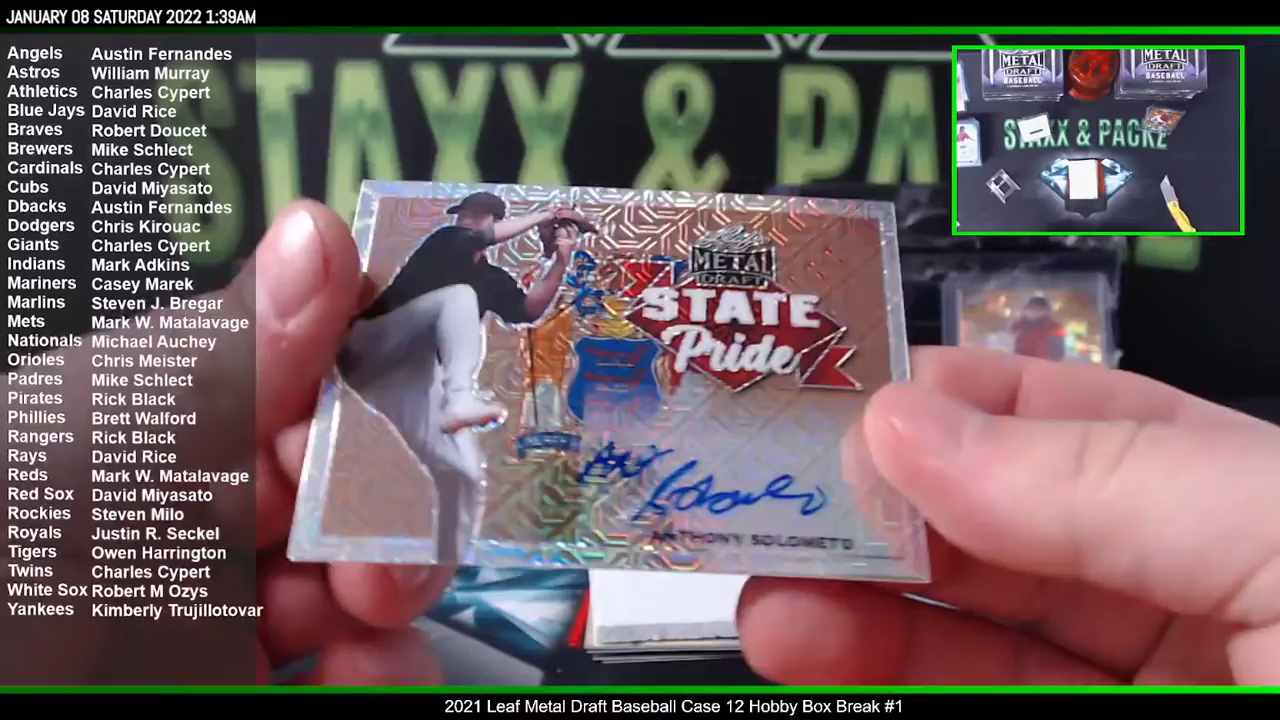 JANUARY 08 SATURDAY 2022 1:39AM
Angels Austin Fernandes
Astros William Murray
Athletics Charles Cypert
Blue Jays David Rice
Braves Robert Doucet
Brewers Mike Schlect
Cardinals Charles Cypert
Cubs David Miyasato
Dbacks Austin Fernandes
Dodgers Chris Kirouac
Giants Charles Cypert
Indians Mark Adkins
Mariners Casey Marek
Marlins Steven J. Bregar
Mets Mark W. Matalavage
Nationals Michael Auchey
Orioles Chris Meister
Padres Mike Schlect
Pirates Rick Black
Phillies Brett Walford
Rangers Rick Black
Rays David Rice
Reds Mark W. Matalavage
Red Sox David Miyasato
Rockies Steven Milo
Royals Justin R. Seckel
Tigers Owen Harrington
Twins Charles Cypert
White Sox Robert M Ozys
Yankees Kimberly Trujillotovar
STAXX & PA
Leaf
METAL
DRAFT
STATE
Pride
ANTHONY SOLOMETO
METAL
DRAFT
BASEBALL
METAL
DRAFT
BASEBALL
STAXX & PACKZ
2021 Leaf Metal Draft Baseball Case 12 Hobby Box Break #1